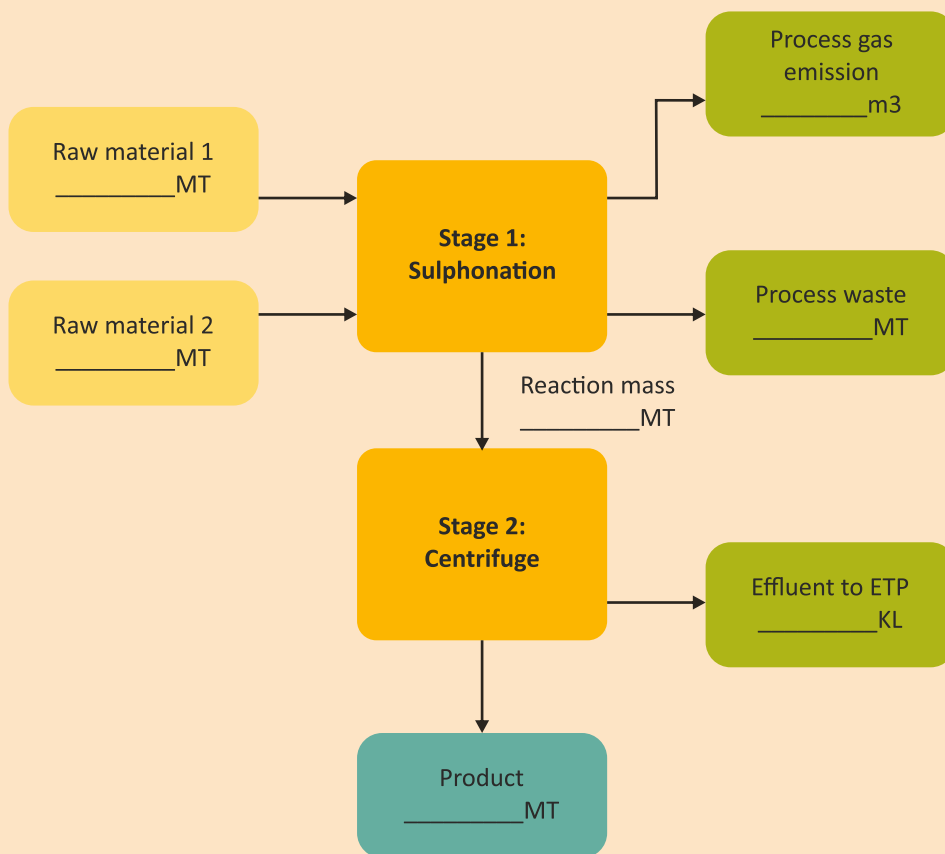 Process gas
emission
_________m3
Raw material 1
__________MT
Stage 1:
Sulphonation
Process waste
__________MT
Raw material 2
__________MT
Reaction mass
__________MT
Stage 2:
Centrifuge
Effluent to ETP
__________KL
Product
__________MT